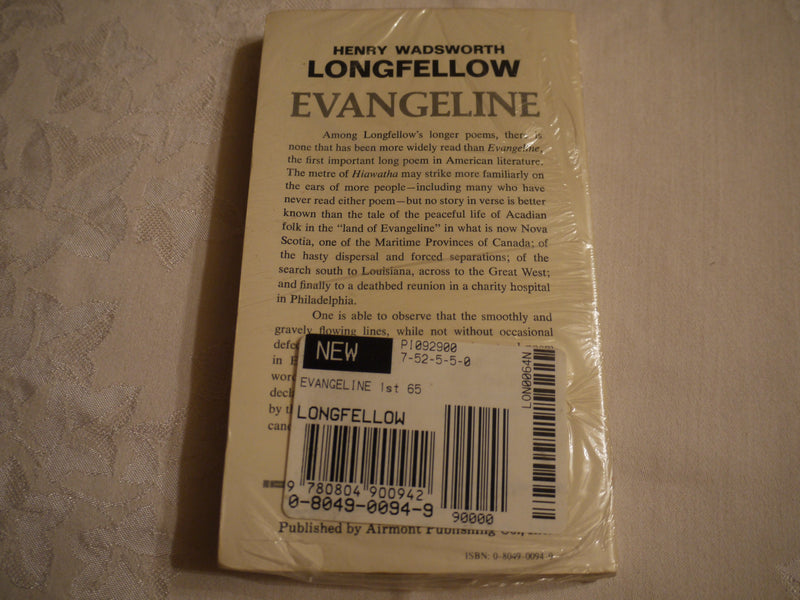 HENRY WADSWORTH
LONGFELLOW
EVANGELINE
Among Longfellow's longer poems, there is
none that has been more widely read than Evangeline,
the first important long poem in American literature.
The metre of Hiawatha may strike more familiarly on
the ears of more people—including many who have
never read either poem—but no story in verse is better
known than the tale of the peaceful life of Acadian
folk in the "land of Evangeline" in what is now Nova
Scotia, one of the Maritime Provinces of Canada; of
the hasty dispersal and forced separations; of the
search south to Louisiana, across to the Great West;
and finally to a deathbed reunion in a charity hospital
in Philadelphia.
One is able to observe that the smoothly and
gravely flowing lines, while not without occasional
in
by
NEW
PI092900
7-52-5-5-0
EVANGELINE 1st 65
LONGFELLOW
LON0064N
9 780804 900942
90000
0-8049-0094-9
Published by Airmont Publishing
ISBN: 0-8049-0094-9